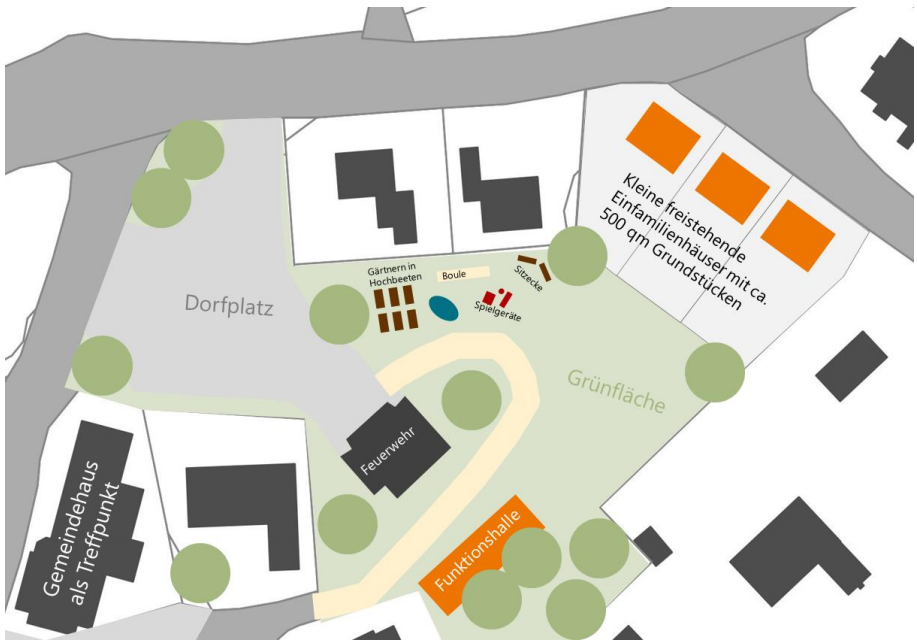 Kleine freistehende
Einfamilienhäuser mit ca.
500 qm Grundstücken
Gärtnern in
Hochbeeten
Boule
Sitzecke
Spielgeräte
Dorfplatz
Grünfläche
Feuerwehr
Gemeindehaus
als Treffpunkt
Funktionshalle